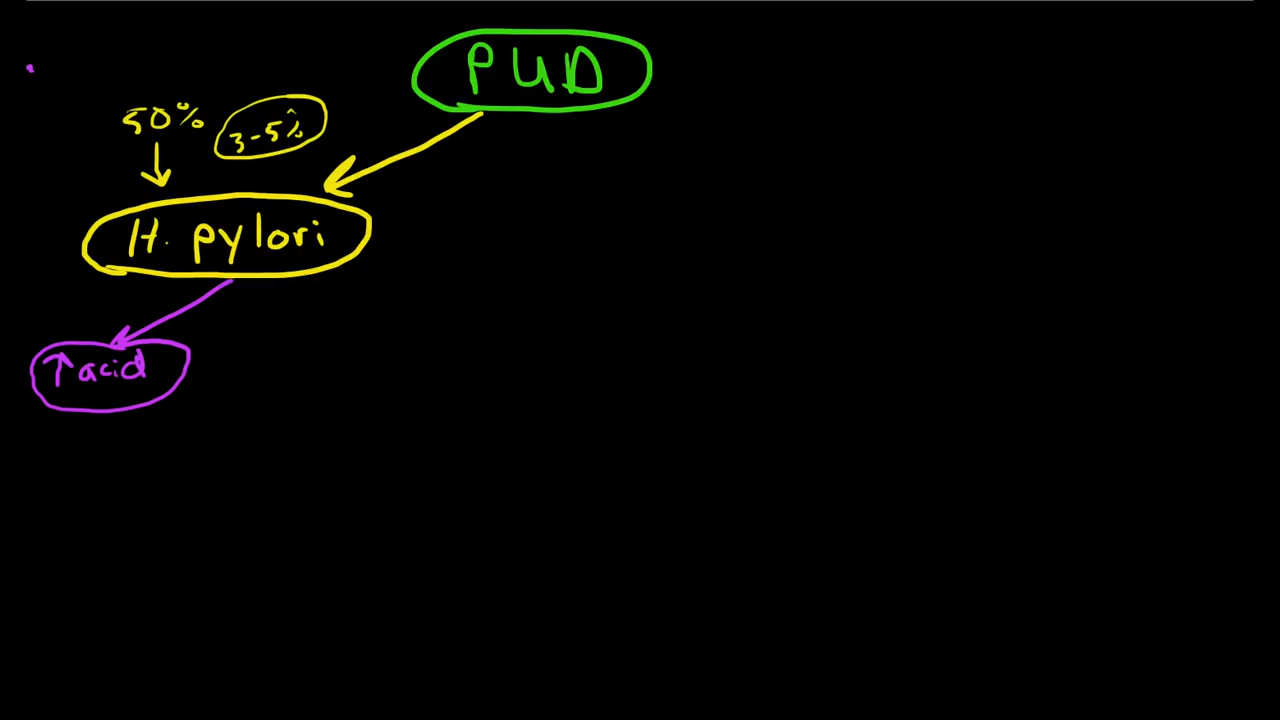 PUD
50% 3-5%
H. pylori
↑ acid